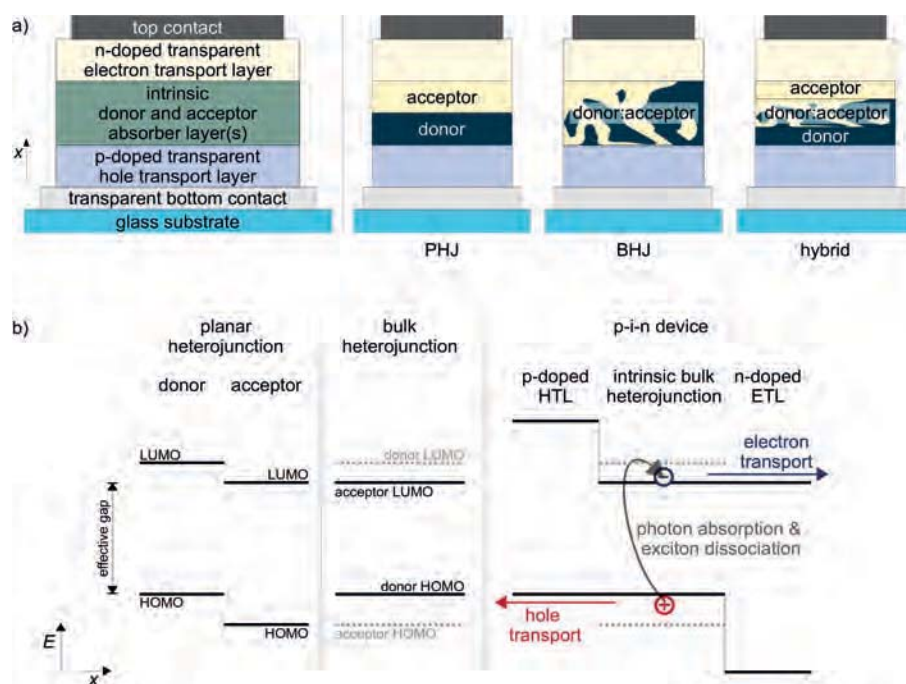 a)
top contact
n-doped transparent
electron transport layer
intrinsic
donor and acceptor
absorber layer(s)
p-doped transparent
hole transport layer
transparent bottom contact
glass substrate
x
acceptor
donor
PHJ
donor:acceptor
BHJ
acceptor
donor:acceptor
donor
hybrid
b)
planar
heterojunction
donor
acceptor
LUMO
LUMO
effective gap
HOMO
HOMO
E
x
bulk
heterojunction
donor LUMO
acceptor LUMO
donor HOMO
acceptor HOMO
p-i-n device
p-doped
HTL
intrinsic bulk
heterojunction
n-doped
ETL
electron
transport
−
photon absorption &
exciton dissociation
+
hole
transport